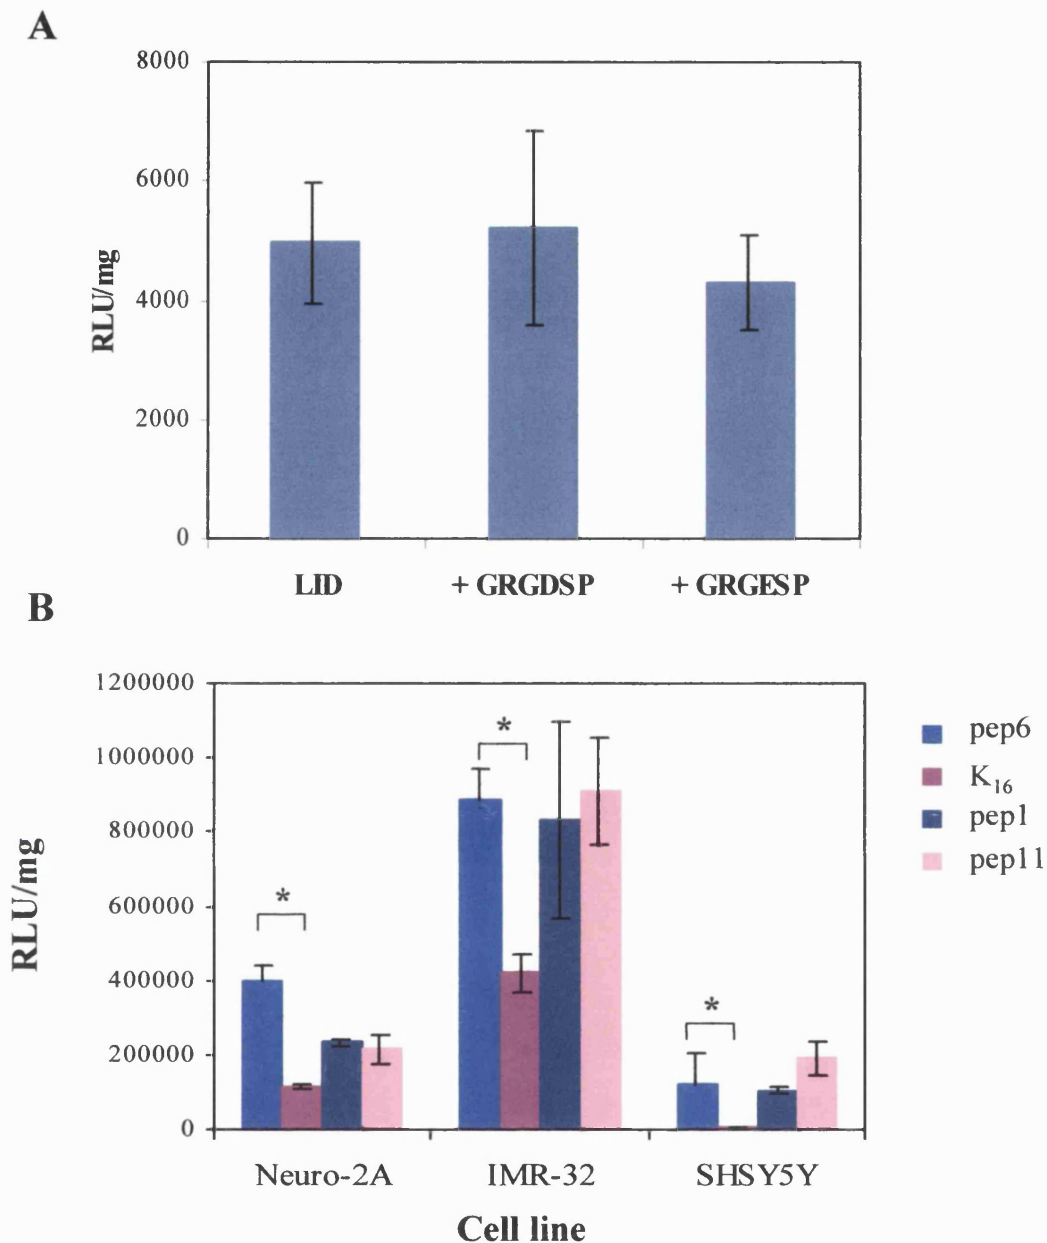 A
8000
6000
4000
2000
0
RLU/mg
LID
+ GRGDSP
+ GRGESP
B
1200000
1000000
800000
600000
400000
200000
0
RLU/mg
*
*
*
pep6
K16
pep1
pep11
Neuro-2A
IMR-32
SHSY5Y
Cell line